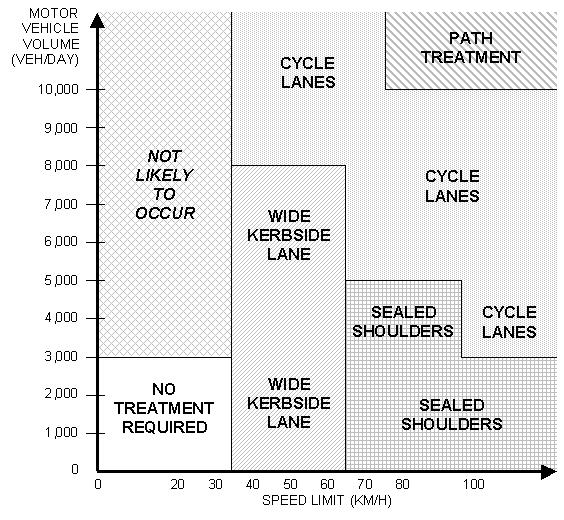 MOTOR
VEHICLE
VOLUME
(VEH/DAY)
PATH
TREATMENT
CYCLE
LANES
10,000
9,000
8,000
7,000
6,000
5,000
4,000
3,000
2,000
1,000
0
NOT
LIKELY
TO
OCCUR
CYCLE
LANES
WIDE
KERBSIDE
LANE
SEALED
SHOULDERS
CYCLE
LANES
NO
TREATMENT
REQUIRED
WIDE
KERBSIDE
LANE
SEALED
SHOULDERS
0 20 30 40 50 60 70 80 100
SPEED LIMIT (KM/H)